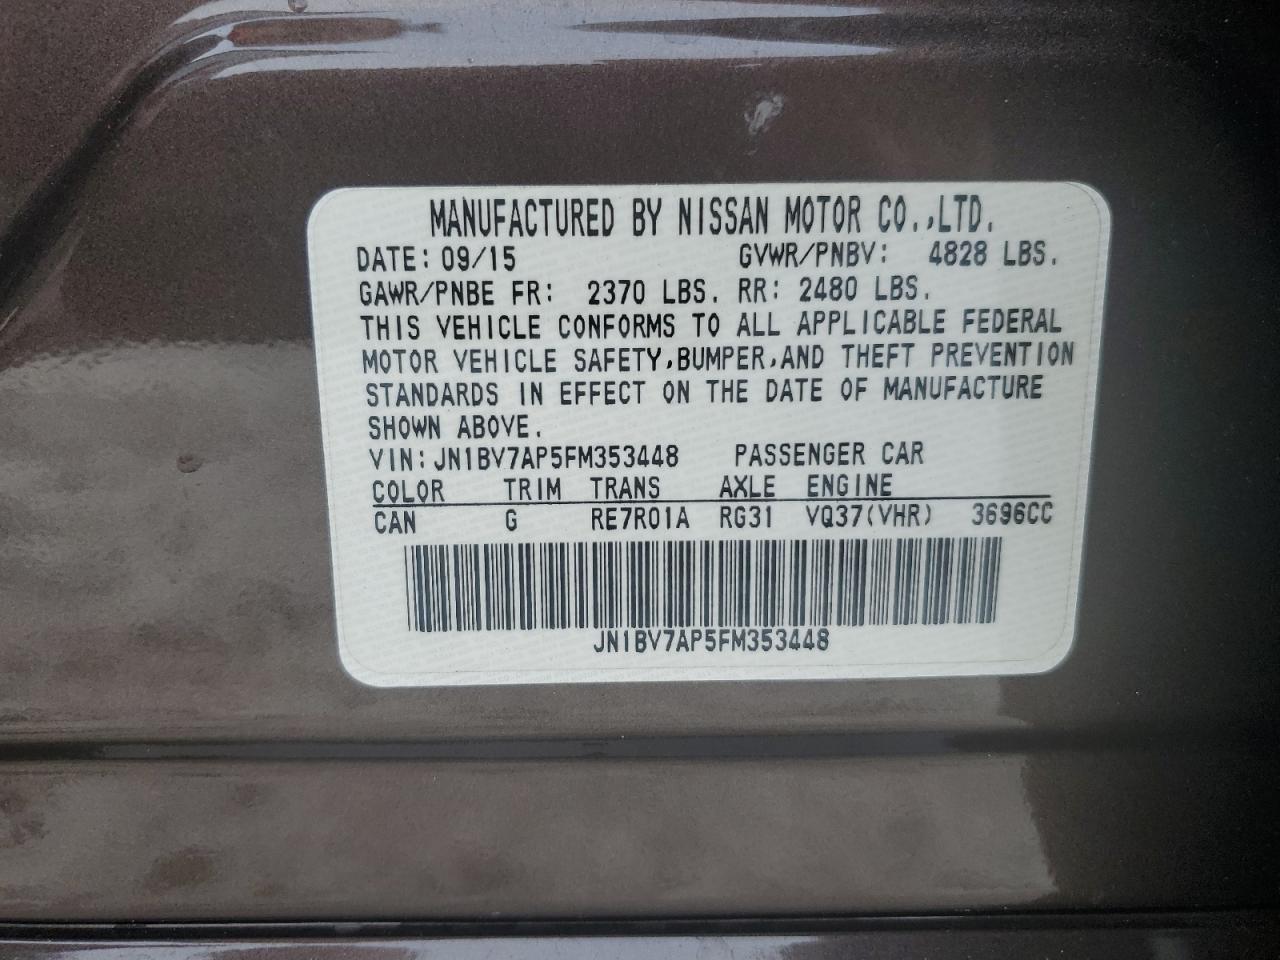 MANUFACTURED BY NISSAN MOTOR CO.,LTD.
DATE: 09/15 GVWR/PNBV: 4828 LBS.
GAWR/PNBE FR: 2370 LBS. RR: 2480 LBS.
THIS VEHICLE CONFORMS TO ALL APPLICABLE FEDERAL
MOTOR VEHICLE SAFETY,BUMPER,AND THEFT PREVENTION
STANDARDS IN EFFECT ON THE DATE OF MANUFACTURE
SHOWN ABOVE.
VIN:JN1BV7AP5FM353448 PASSENGER CAR
COLOR TRIM TRANS AXLE ENGINE
CAN G RE7R01A RG31 VQ37(VHR) 3696CC
JN1BV7AP5FM353448